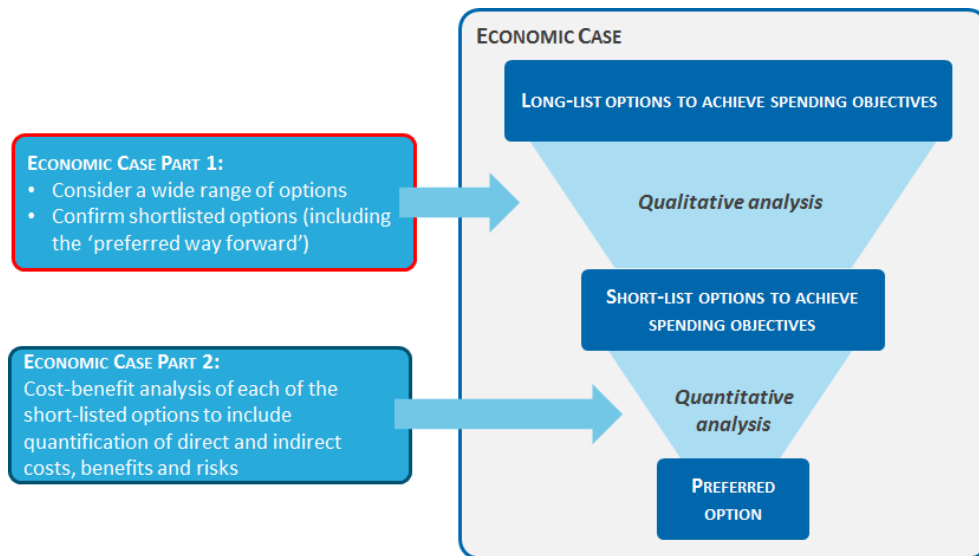 ECONOMIC CASE
LONG-LIST OPTIONS TO ACHIEVE SPENDING OBJECTIVES
ECONOMIC CASE PART 1:
• Consider a wide range of options
• Confirm shortlisted options (including
the ‘preferred way forward’)
Qualitative analysis
SHORT-LIST OPTIONS TO ACHIEVE
SPENDING OBJECTIVES
ECONOMIC CASE PART 2:
Cost-benefit analysis of each of the
short-listed options to include
quantification of direct and indirect
costs, benefits and risks
Quantitative
analysis
PREFERRED
OPTION